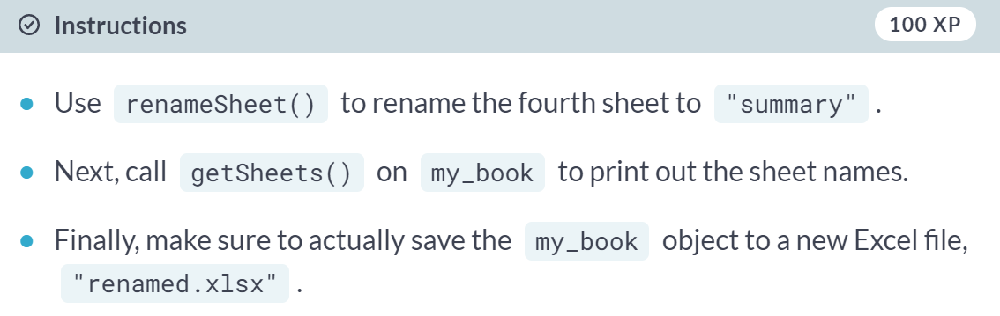 Instructions 100 XP
Use renameSheet() to rename the fourth sheet to "summary" .
Next, call getSheets() on my_book to print out the sheet names.
Finally, make sure to actually save the my_book object to a new Excel file,
"renamed.xlsx" .